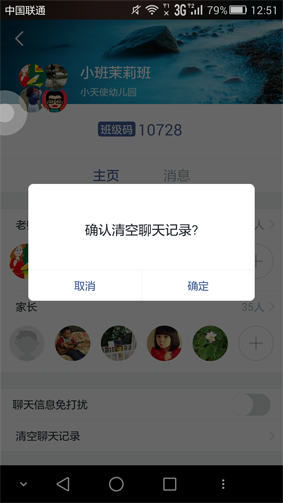 中国联通 3G 79% 12:51
小班茉莉班
小天使幼儿园
班级码 10728
主页 消息
确认清空聊天记录?
取消 确定
家长 35人
聊天信息免打扰
清空聊天记录